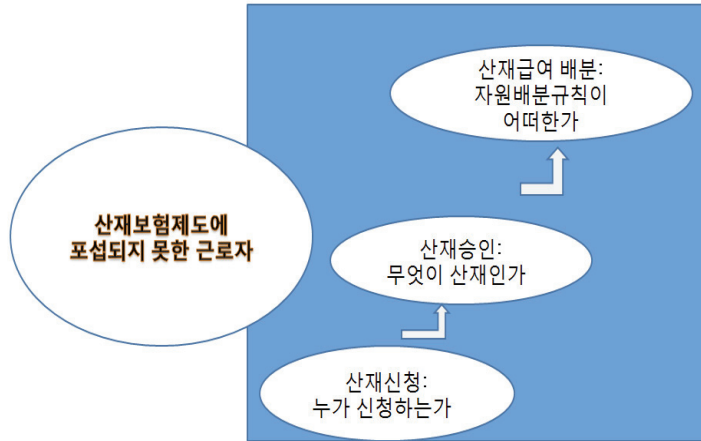 산재급여 배분:
자원배분규칙이
어떠한가
산재보험제도에
포섭되지 못한 근로자
산재승인:
무엇이 산재인가
산재신청:
누가 신청하는가